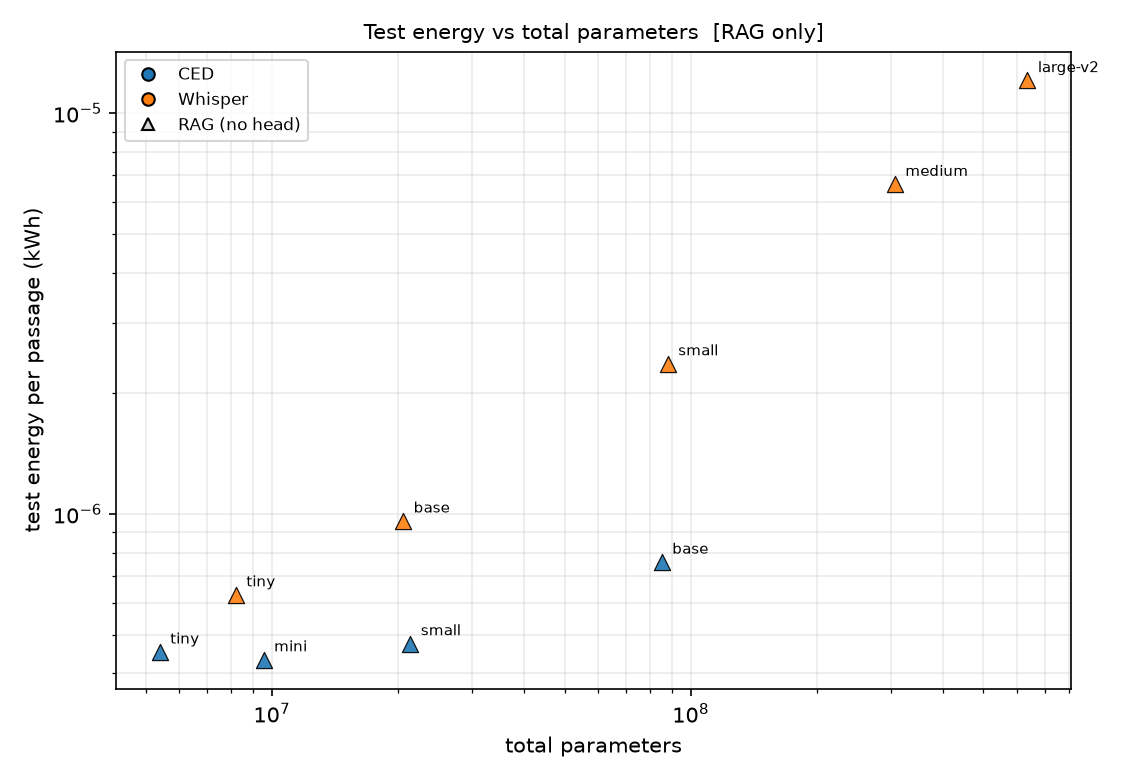 Test energy vs total parameters  [RAG only]
CED
Whisper
RAG (no head)
large-v2
medium
small
base
base
tiny
small
tiny
mini
10⁻⁵
10⁻⁶
test energy per passage (kWh)
10⁷
10⁸
total parameters